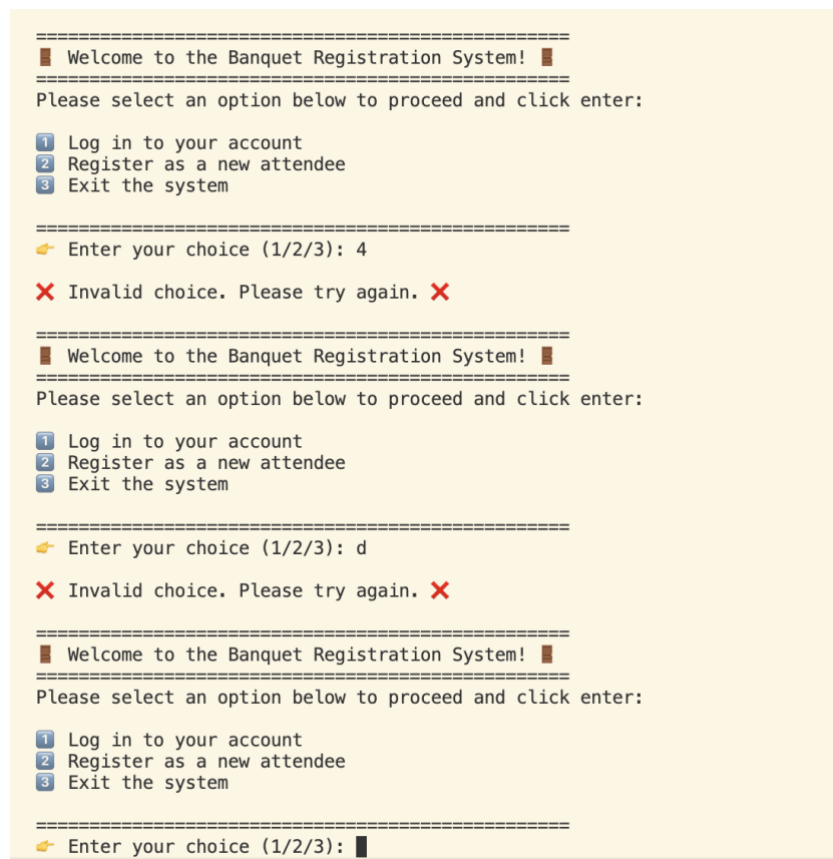 ==================================================
🚪 Welcome to the Banquet Registration System! 🚪
==================================================
Please select an option below to proceed and click enter:
1️⃣ Log in to your account
2️⃣ Register as a new attendee
3️⃣ Exit the system
==================================================
👉 Enter your choice (1/2/3): 4
❌ Invalid choice. Please try again. ❌
==================================================
🚪 Welcome to the Banquet Registration System! 🚪
==================================================
Please select an option below to proceed and click enter:
1️⃣ Log in to your account
2️⃣ Register as a new attendee
3️⃣ Exit the system
==================================================
👉 Enter your choice (1/2/3): d
❌ Invalid choice. Please try again. ❌
==================================================
🚪 Welcome to the Banquet Registration System! 🚪
==================================================
Please select an option below to proceed and click enter:
1️⃣ Log in to your account
2️⃣ Register as a new attendee
3️⃣ Exit the system
==================================================
👉 Enter your choice (1/2/3):